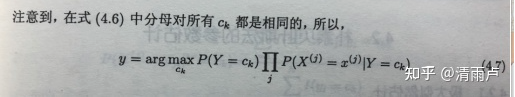 注意到，在式 (4.6) 中分母对所有 c_k 都是相同的，所以，
y = arg max_{c_k} P(Y = c_k) ∏_j P(X^{(j)} = x^{(j)}|Y = c_k) (4.7)
知乎 @清雨卢